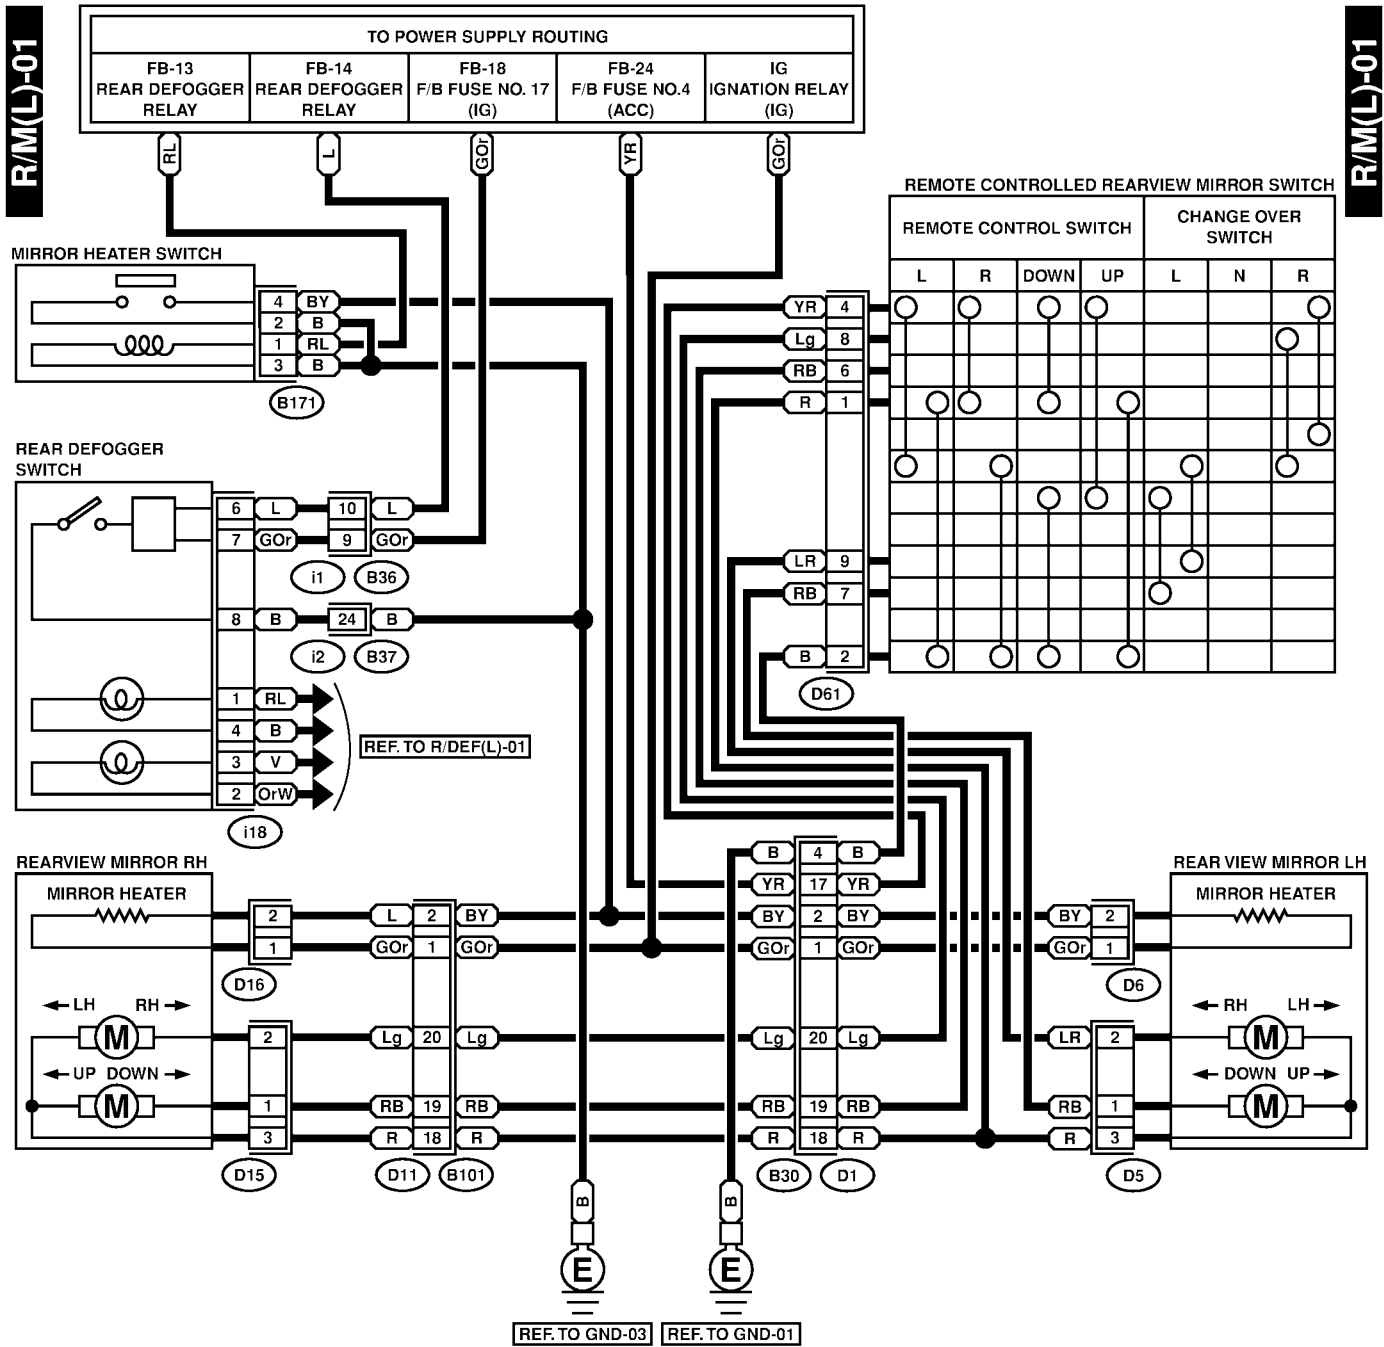 R/M(L)-01
R/M(L)-01
TO POWER SUPPLY ROUTING
FB-13
REAR DEFOGGER
RELAY
FB-14
REAR DEFOGGER
RELAY
FB-18
F/B FUSE NO. 17
(IG)
FB-24
F/B FUSE NO.4
(ACC)
IG
IGNATION RELAY
(IG)
RL
L
GOr
YR
GOr
REMOTE CONTROLLED REARVIEW MIRROR SWITCH
REMOTE CONTROL SWITCH
CHANGE OVER
SWITCH
L R DOWN UP L N R
YR 4
Lg 8
RB 6
R 1
LR 9
RB 7
B 2
D61
MIRROR HEATER SWITCH
4 BY
2 B
1 RL
3 B
B171
REAR DEFOGGER
SWITCH
6 L 10 L
7 GOr 9 GOr
i1 B36
8 B 24 B
i2 B37
1 RL
4 B
3 V
2 OrW
REF. TO R/DEF(L)-01
i18
REARVIEW MIRROR RH
MIRROR HEATER
LH RH
M
UP DOWN
M
2
1
D16
2
1
3
D15
L 2 BY
GOr 1 GOr
Lg 20 Lg
RB 19 RB
R 18 R
D11 B101
B 4 B
YR 17 YR
BY 2 BY
GOr 1 GOr
Lg 20 Lg
RB 19 RB
R 18 R
B30 D1
REAR VIEW MIRROR LH
MIRROR HEATER
BY 2
GOr 1
D6
RH LH
M
DOWN UP
M
LR 2
RB 1
R 3
D5
B
E
REF. TO GND-03
B
E
REF. TO GND-01